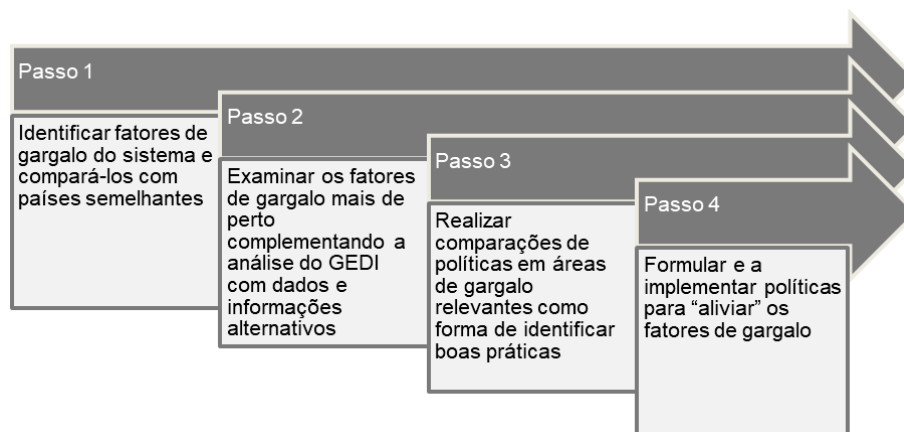 Passo 1
Identificar fatores de
gargalo do sistema e
compará-los com
países semelhantes
Passo 2
Examinar os fatores
de gargalo mais de
perto
complementando a
análise do GEDI
com dados e
informações
alternativos
Passo 3
Realizar
comparações de
políticas em áreas
de gargalo
relevantes como
forma de identificar
boas práticas
Passo 4
Formular e a
implementar políticas
para “aliviar” os
fatores de gargalo